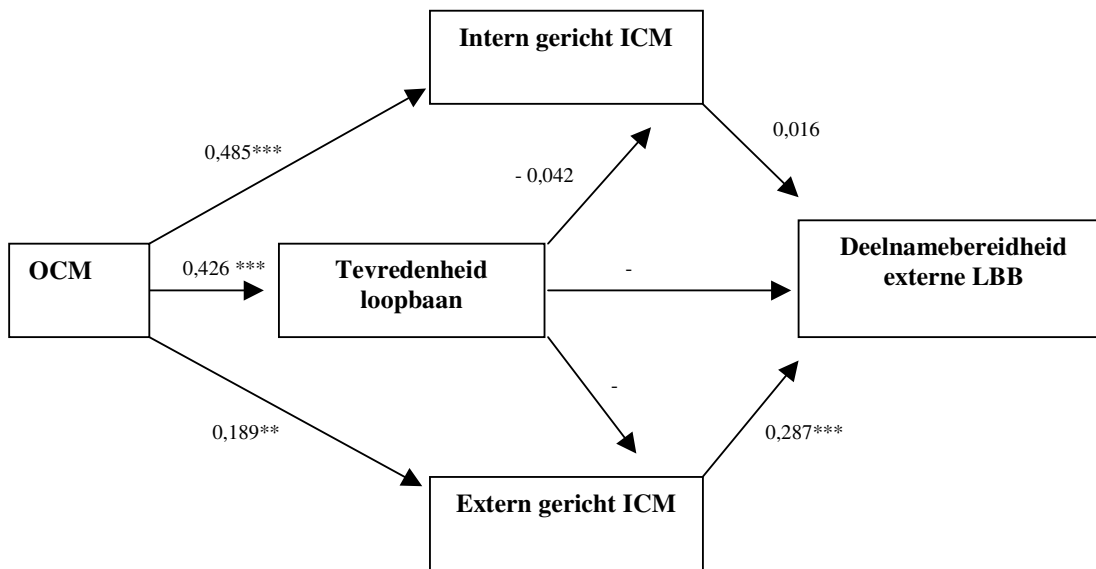 Intern gericht ICM
0,016
0,485***
- 0,042
OCM
0,426 ***
Tevredenheid
loopbaan
-
Deelnamebereidheid
externe LBB
-
0,189**
0,287***
Extern gericht ICM